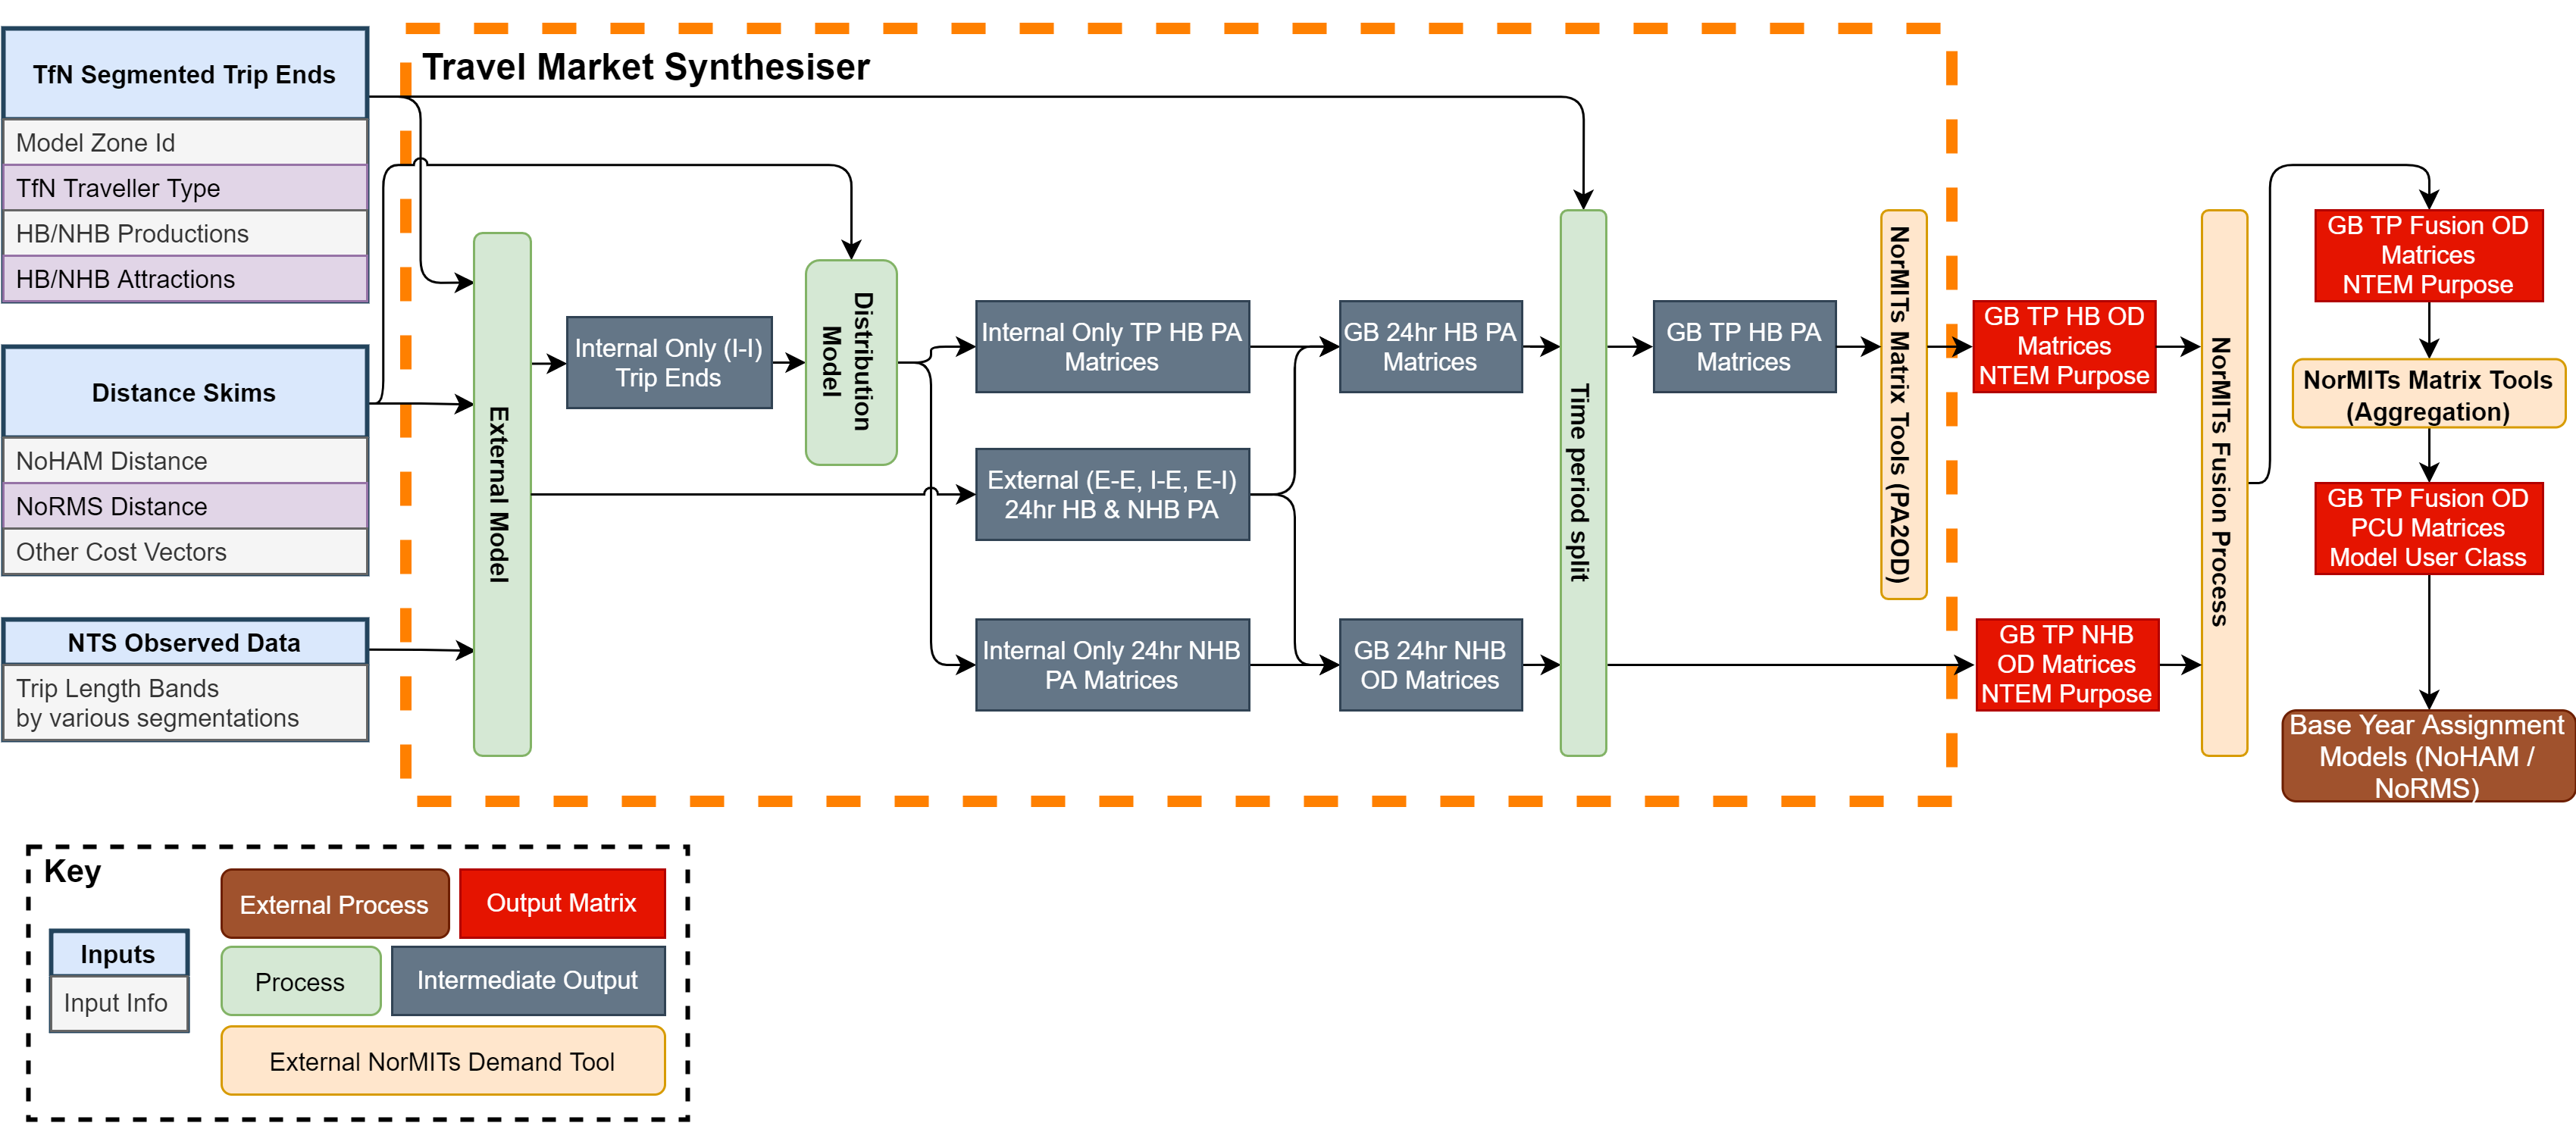 Travel Market Synthesiser
TfN Segmented Trip Ends
Model Zone Id
TfN Traveller Type
HB/NHB Productions
HB/NHB Attractions
Distance Skims
NoHAM Distance
NoRMS Distance
Other Cost Vectors
NTS Observed Data
Trip Length Bands
by various segmentations
External Model
Internal Only (I-I)
Trip Ends
Distribution
Model
Internal Only TP HB PA
Matrices
External (E-E, I-E, E-I)
24hr HB & NHB PA
Internal Only 24hr NHB
PA Matrices
GB 24hr HB PA
Matrices
GB 24hr NHB
OD Matrices
Time period split
GB TP HB PA
Matrices
NorMITs Matrix Tools (PA2OD)
GB TP HB OD
Matrices
NTEM Purpose
GB TP NHB
OD Matrices
NTEM Purpose
NorMITs Fusion Process
GB TP Fusion OD
Matrices
NTEM Purpose
NorMITs Matrix Tools
(Aggregation)
GB TP Fusion OD
PCU Matrices
Model User Class
Base Year Assignment
Models (NoHAM /
NoRMS)
Key
Inputs
Input Info
External Process
Output Matrix
Process
Intermediate Output
External NorMITs Demand Tool